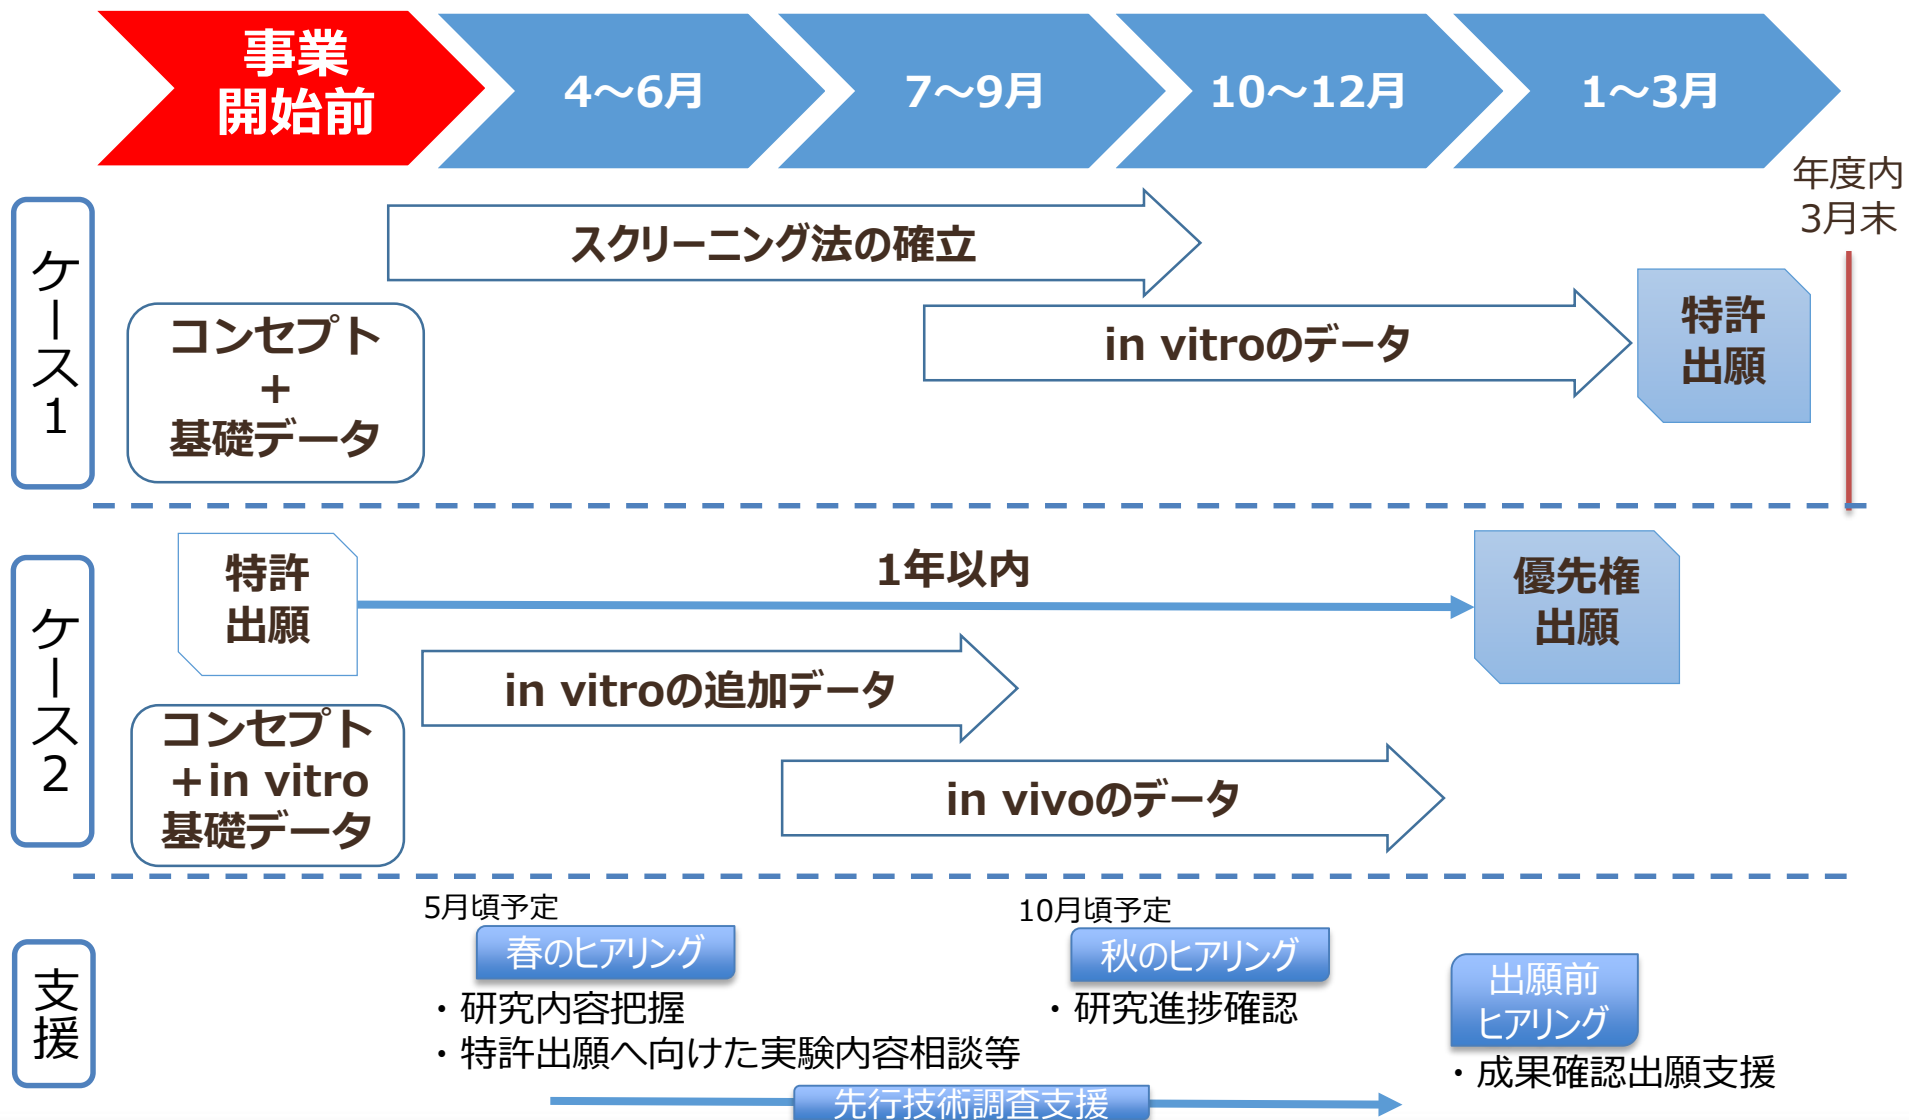 事業
開始前
4～6月
7～9月
10～12月
1～3月
年度内
3月末
ケース1
スクリーニング法の確立
コンセプト
+
基礎データ
in vitroのデータ
特許
出願
ケース2
特許
出願
1年以内
優先権
出願
in vitroの追加データ
コンセプト
+in vitro
基礎データ
in vivoのデータ
支援
5月頃予定
春のヒアリング
・研究内容把握
・特許出願へ向けた実験内容相談等
10月頃予定
秋のヒアリング
・研究進捗確認
出願前
ヒアリング
・成果確認出願支援
先行技術調査支援